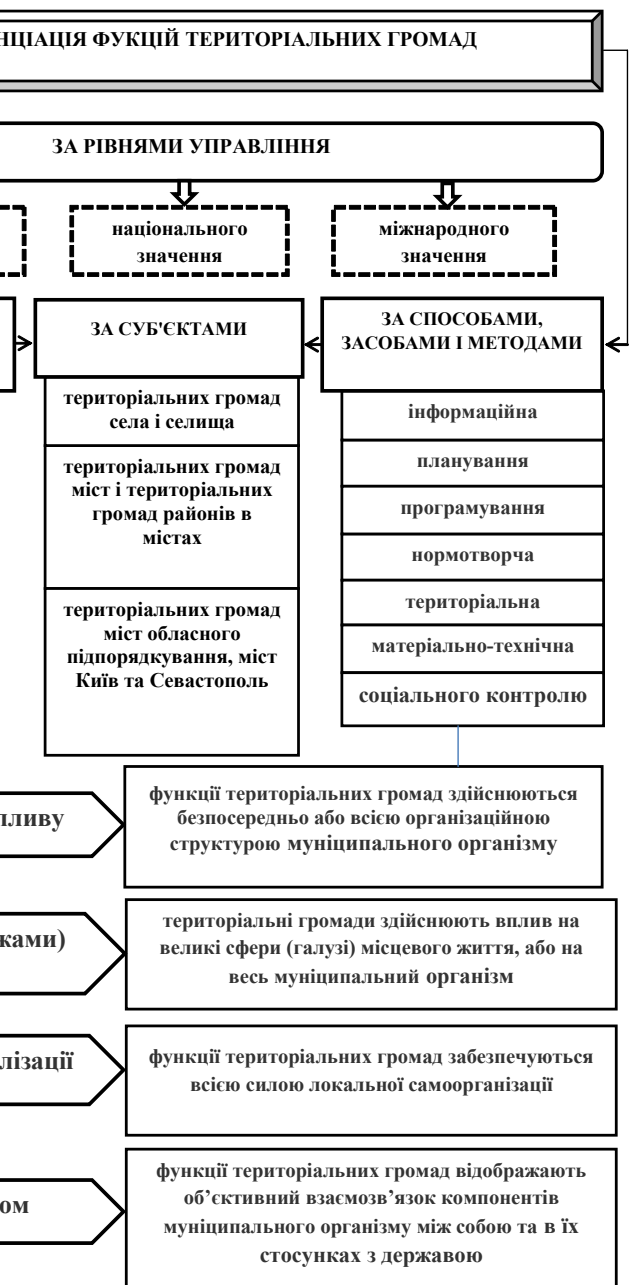 НЦІАЦІЯ ФУКЦІЙ ТЕРИТОРІАЛЬНИХ ГРОМАД
ЗА РІВНЯМИ УПРАВЛІННЯ
національного
значення
міжнародного
значення
ЗА СУБ'ЄКТАМИ
територіальних громад
села і селища
територіальних громад
міст і територіальних
громад районів в
містах
територіальних громад
міст обласного
підпорядкування, міст
Київ та Севастополь
ЗА СПОСОБАМИ,
ЗАСОБАМИ І МЕТОДАМИ
інформаційна
планування
програмування
нормотворча
територіальна
матеріально-технічна
соціального контролю
пливу
функції територіальних громад здійснюються
безпосередньо або всією організаційною
структурою муніципального організму
жами)
територіальні громади здійснюють вплив на
великі сфери (галузі) місцевого життя, або на
весь муніципальний організм
лізації
функції територіальних громад забезпечуються
всією силою локальної самоорганізації
ом
функції територіальних громад відображають
об’єктивний взаємозв’язок компонентів
муніципального організму між собою та в їх
стосунках з державою